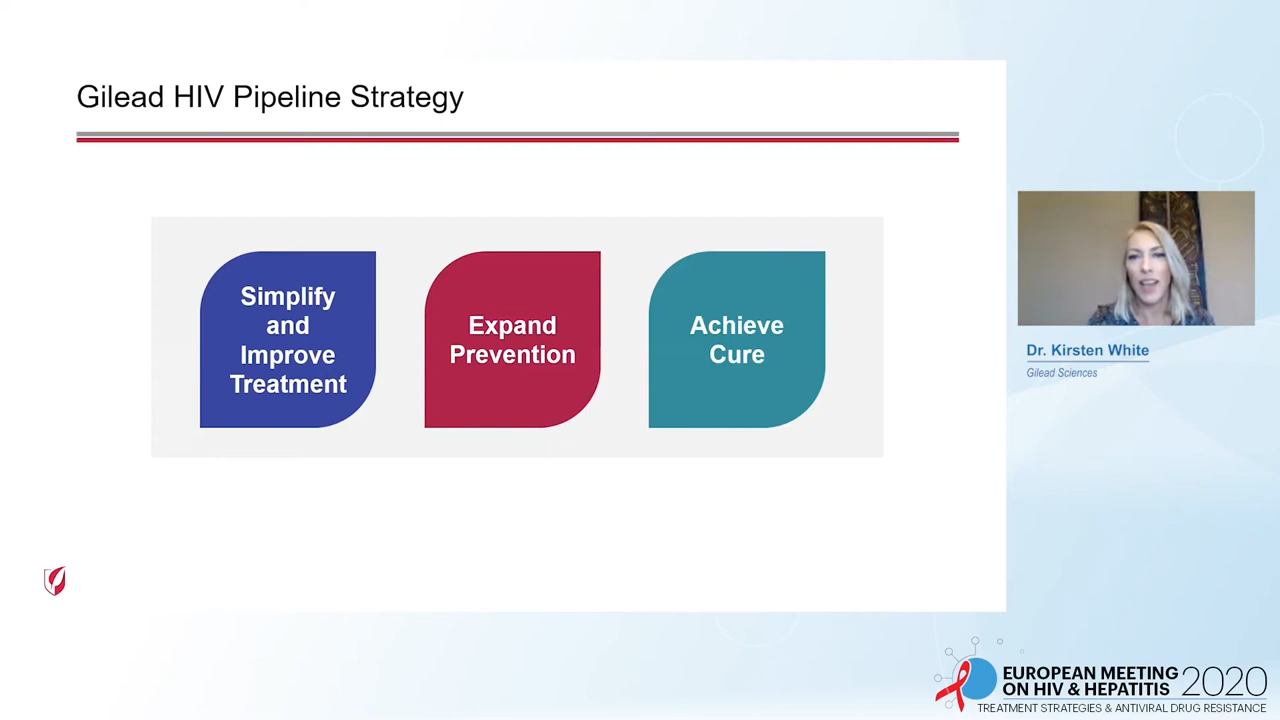 Gilead HIV Pipeline Strategy
Simplify
and
Improve
Treatment
Expand
Prevention
Achieve
Cure
Dr. Kirsten White
Gilead Sciences
EUROPEAN MEETING
ON HIV & HEPATITIS
2020
TREATMENT STRATEGIES & ANTIVIRAL DRUG RESISTANCE